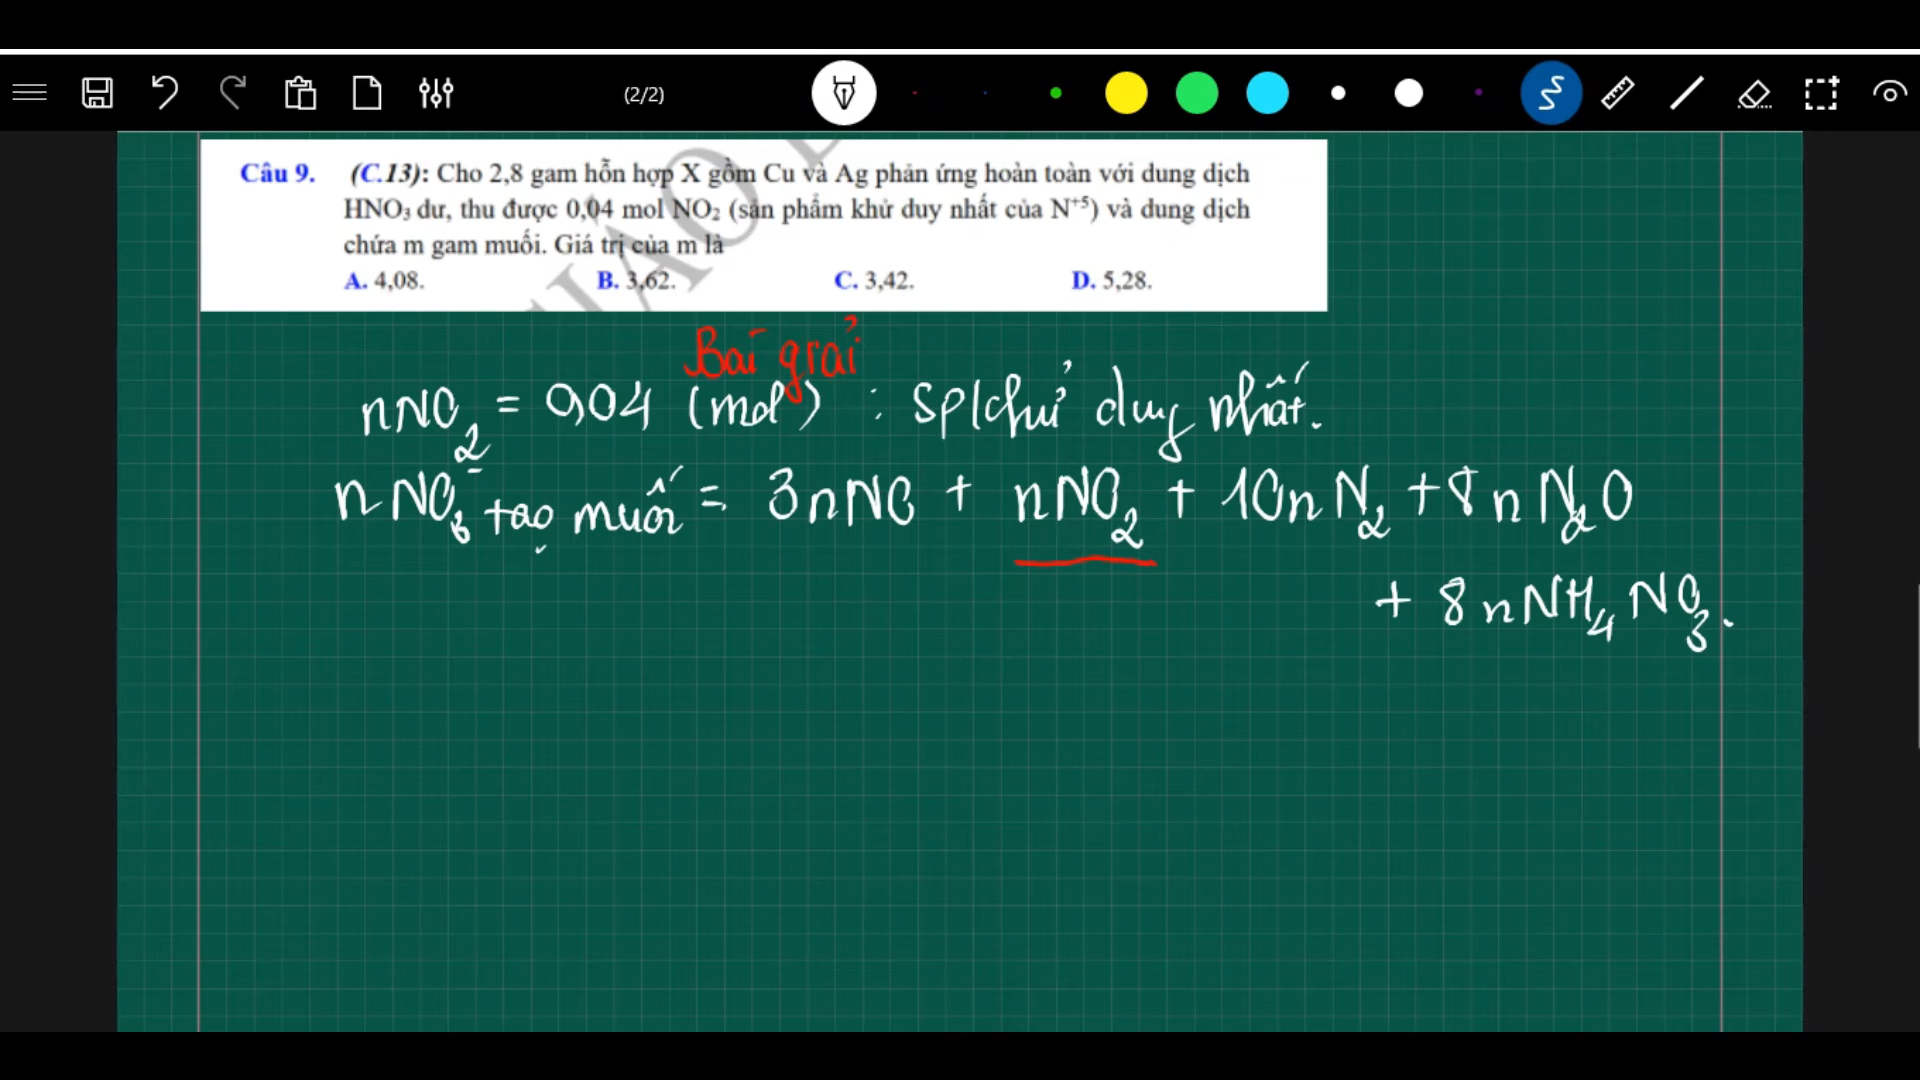 (2/2)
Câu 9. (C.13): Cho 2,8 gam hỗn hợp X gồm Cu và Ag phản ứng hoàn toàn với dung dịch
HNO₃ dư, thu được 0,04 mol NO₂ (sản phẩm khử duy nhất của N⁺⁵) và dung dịch
chứa m gam muối. Giá trị của m là
A. 4,08. B. 3,62. C. 3,42. D. 5,28.
Bài giải
nNO₂ = 0,04 (mol) : sp khử duy nhất.
nNO₃⁻ tạo muối = 3nNO + nNO₂ + 10nN₂ + 8nN₂O
+ 8nNH₄NO₃.